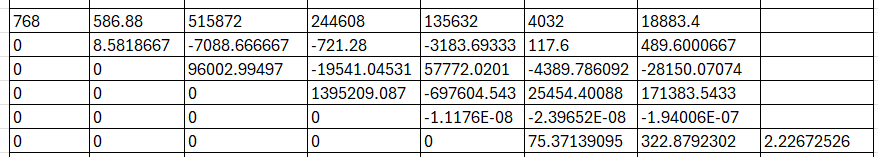 768 586.88 515872 244608 135632 4032 18883.4
0 8.5818667 -7088.666667 -721.28 -3183.69333 117.6 489.6000667
0 0 96002.99497 -19541.04531 57772.0201 -4389.786092 -28150.07074
0 0 0 1395209.087 -697604.543 25454.40088 171383.5433
0 0 0 0 -1.1176E-08 -2.39652E-08 -1.94006E-07
0 0 0 0 0 75.37139095 322.8792302 2.22672526